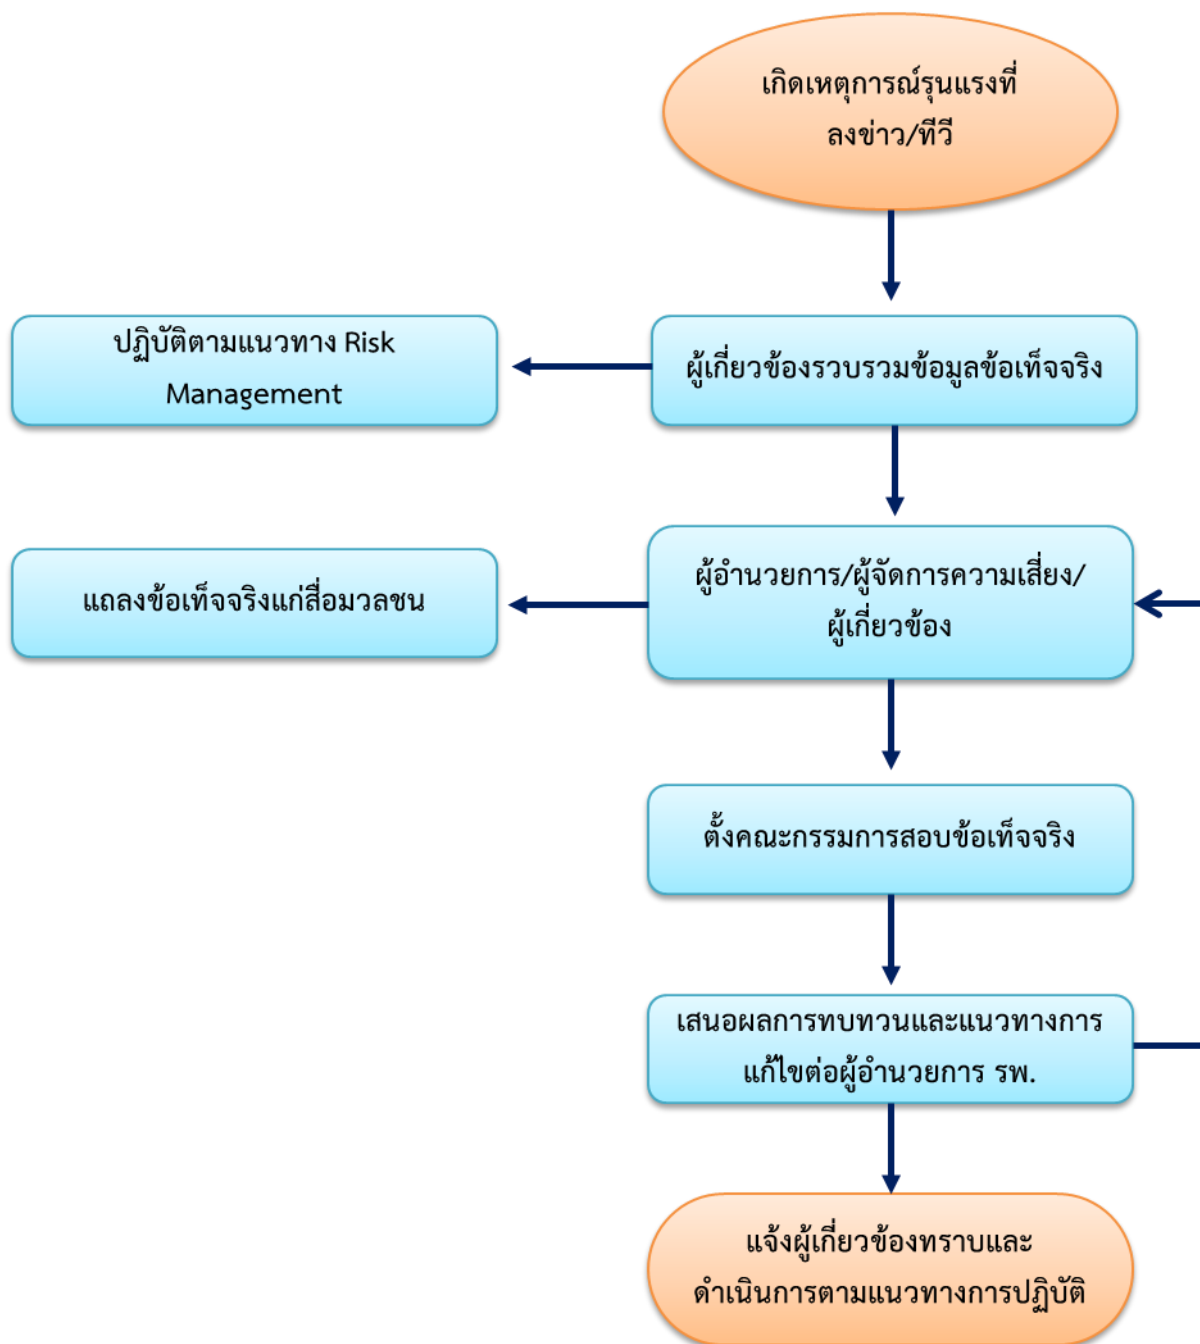 เกิดเหตุการณ์รุนแรงที่
ลงข่าว/ทีวี
ปฏิบัติตามแนวทาง Risk
Management
ผู้เกี่ยวข้องรวบรวมข้อมูลข้อเท็จจริง
แถลงข้อเท็จจริงแก่สื่อมวลชน
ผู้อำนวยการ/ผู้จัดการความเสี่ยง/
ผู้เกี่ยวข้อง
ตั้งคณะกรรมการสอบข้อเท็จจริง
เสนอผลการทบทวนและแนวทางการ
แก้ไขต่อผู้อำนวยการ รพ.
แจ้งผู้เกี่ยวข้องทราบและ
ดำเนินการตามแนวทางการปฏิบัติ